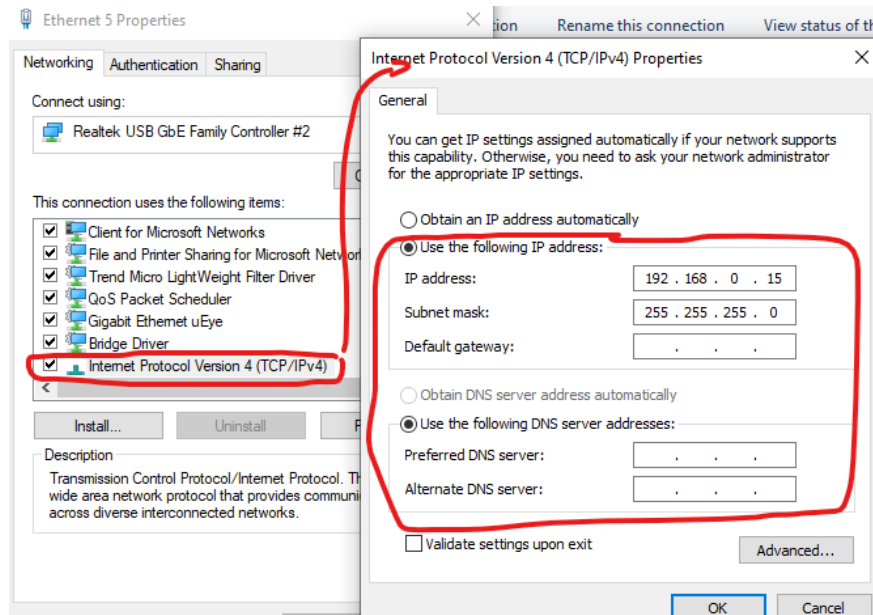 Ethernet 5 Properties
Networking
Authentication
Sharing
Connect using:
Realtek USB GbE Family Controller #2
This connection uses the following items:
Client for Microsoft Networks
File and Printer Sharing for Microsoft
Trend Micro LightWeight Filter Driver
QoS Packet Scheduler
Gigabit Ethernet uEye
Bridge Driver
Internet Protocol Version 4 (TCP/IPv4)
Install...
Uninstall
Description
Transmission Control Protocol/Internet Protocol.
wide area network protocol that provides
across diverse interconnected networks.
Rename this connection
View status of
Internet Protocol Version 4 (TCP/IPv4) Properties
General
You can get IP settings assigned automatically if your network supports
this capability. Otherwise, you need to ask your network administrator
for the appropriate IP settings.
Obtain an IP address automatically
Use the following IP address:
IP address:
192 . 168 . 0 . 15
Subnet mask:
255 . 255 . 255 . 0
Default gateway:
. . .
Obtain DNS server address automatically
Use the following DNS server addresses:
Preferred DNS server:
. . .
Alternate DNS server:
. . .
Validate settings upon exit
Advanced...
OK
Cancel